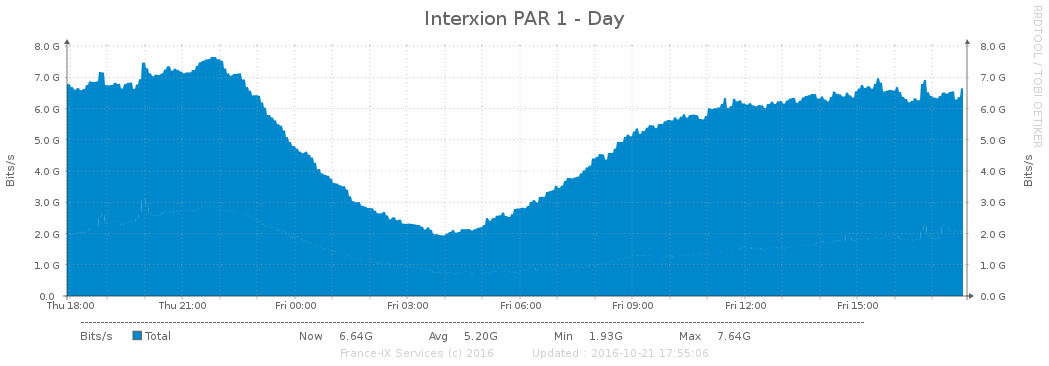 Interxion PAR 1 - Day
RRDTOOL / TOBI OETIKER
Bits/s
8.0 G 8.0 G
7.0 G 7.0 G
6.0 G 6.0 G
5.0 G 5.0 G
4.0 G 4.0 G
3.0 G 3.0 G
2.0 G 2.0 G
1.0 G 1.0 G
0.0 0.0 G
Bits/s
Thu 18:00 Thu 21:00 Fri 00:00 Fri 03:00 Fri 06:00 Fri 09:00 Fri 12:00 Fri 15:00
Bits/s Total Now 6.64G Avg 5.20G Min 1.93G Max 7.64G
France-IX Services (c) 2016 Updated : 2016-10-21 17:55:06